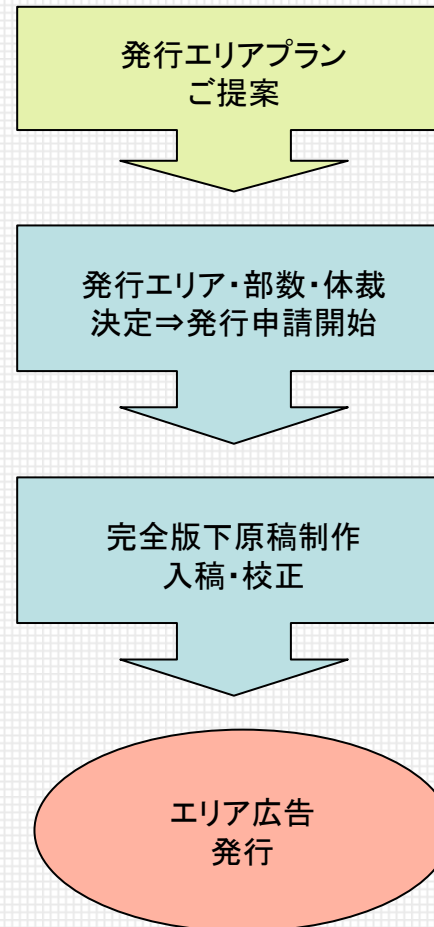 発行エリアプラン
ご提案
発行エリア・部数・体裁
決定⇒発行申請開始
完全版下原稿制作
入稿・校正
エリア広告
発行